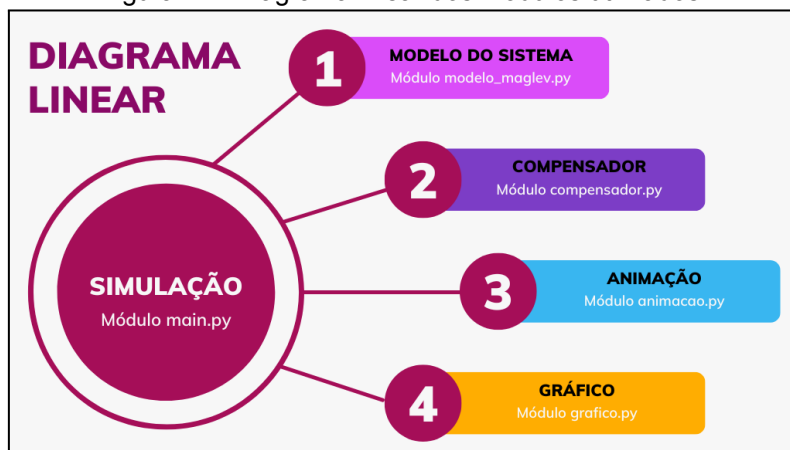 DIAGRAMA
LINEAR
1
MODELO DO SISTEMA
Módulo modelo_maglev.py
2
COMPENSADOR
Módulo compensador.py
SIMULAÇÃO
Módulo main.py
3
ANIMAÇÃO
Módulo animacao.py
4
GRÁFICO
Módulo grafico.py